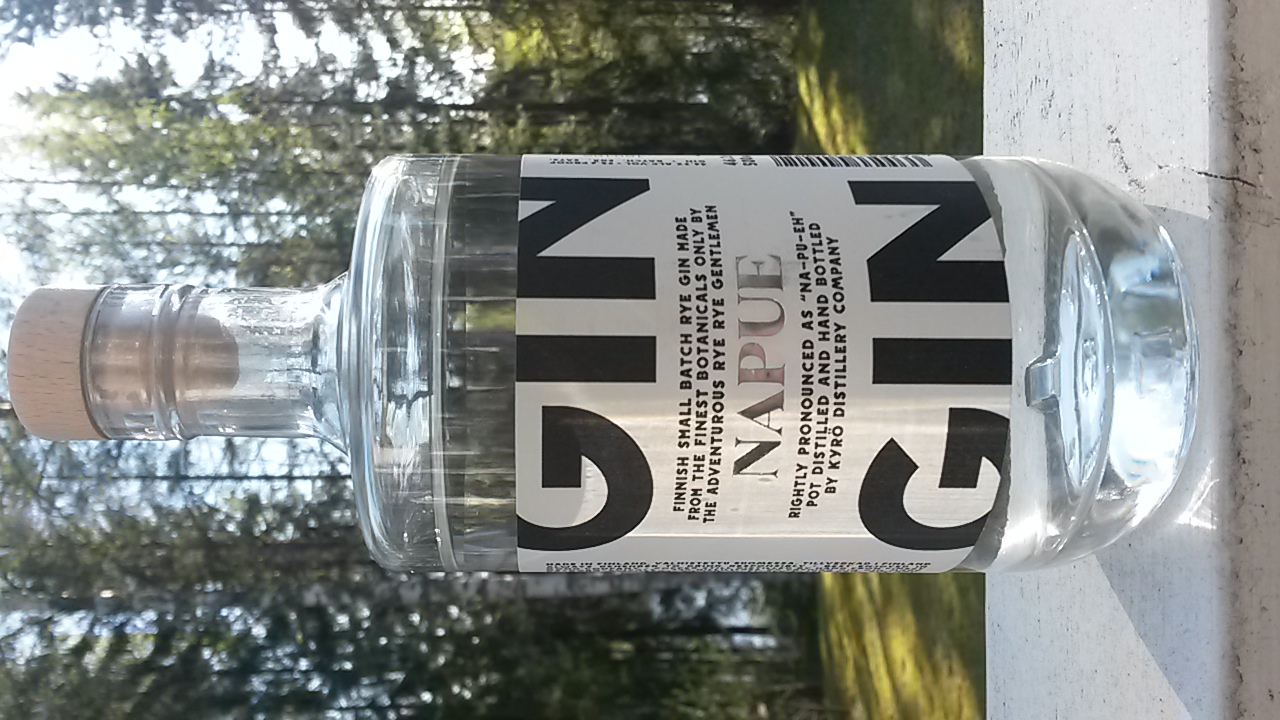 GIN
FINNISH SMALL BATCH RYE GIN MADE
FROM THE FINEST BOTANICALS ONLY BY
THE ADVENTUROUS RYE RYE GENTLEMEN
NAPUE
RIGHTLY PRONOUNCED AS “NA-PU-EH”
POT DISTILLED AND HAND BOTTLED
BY KYRÖ DISTILLERY COMPANY
GIN